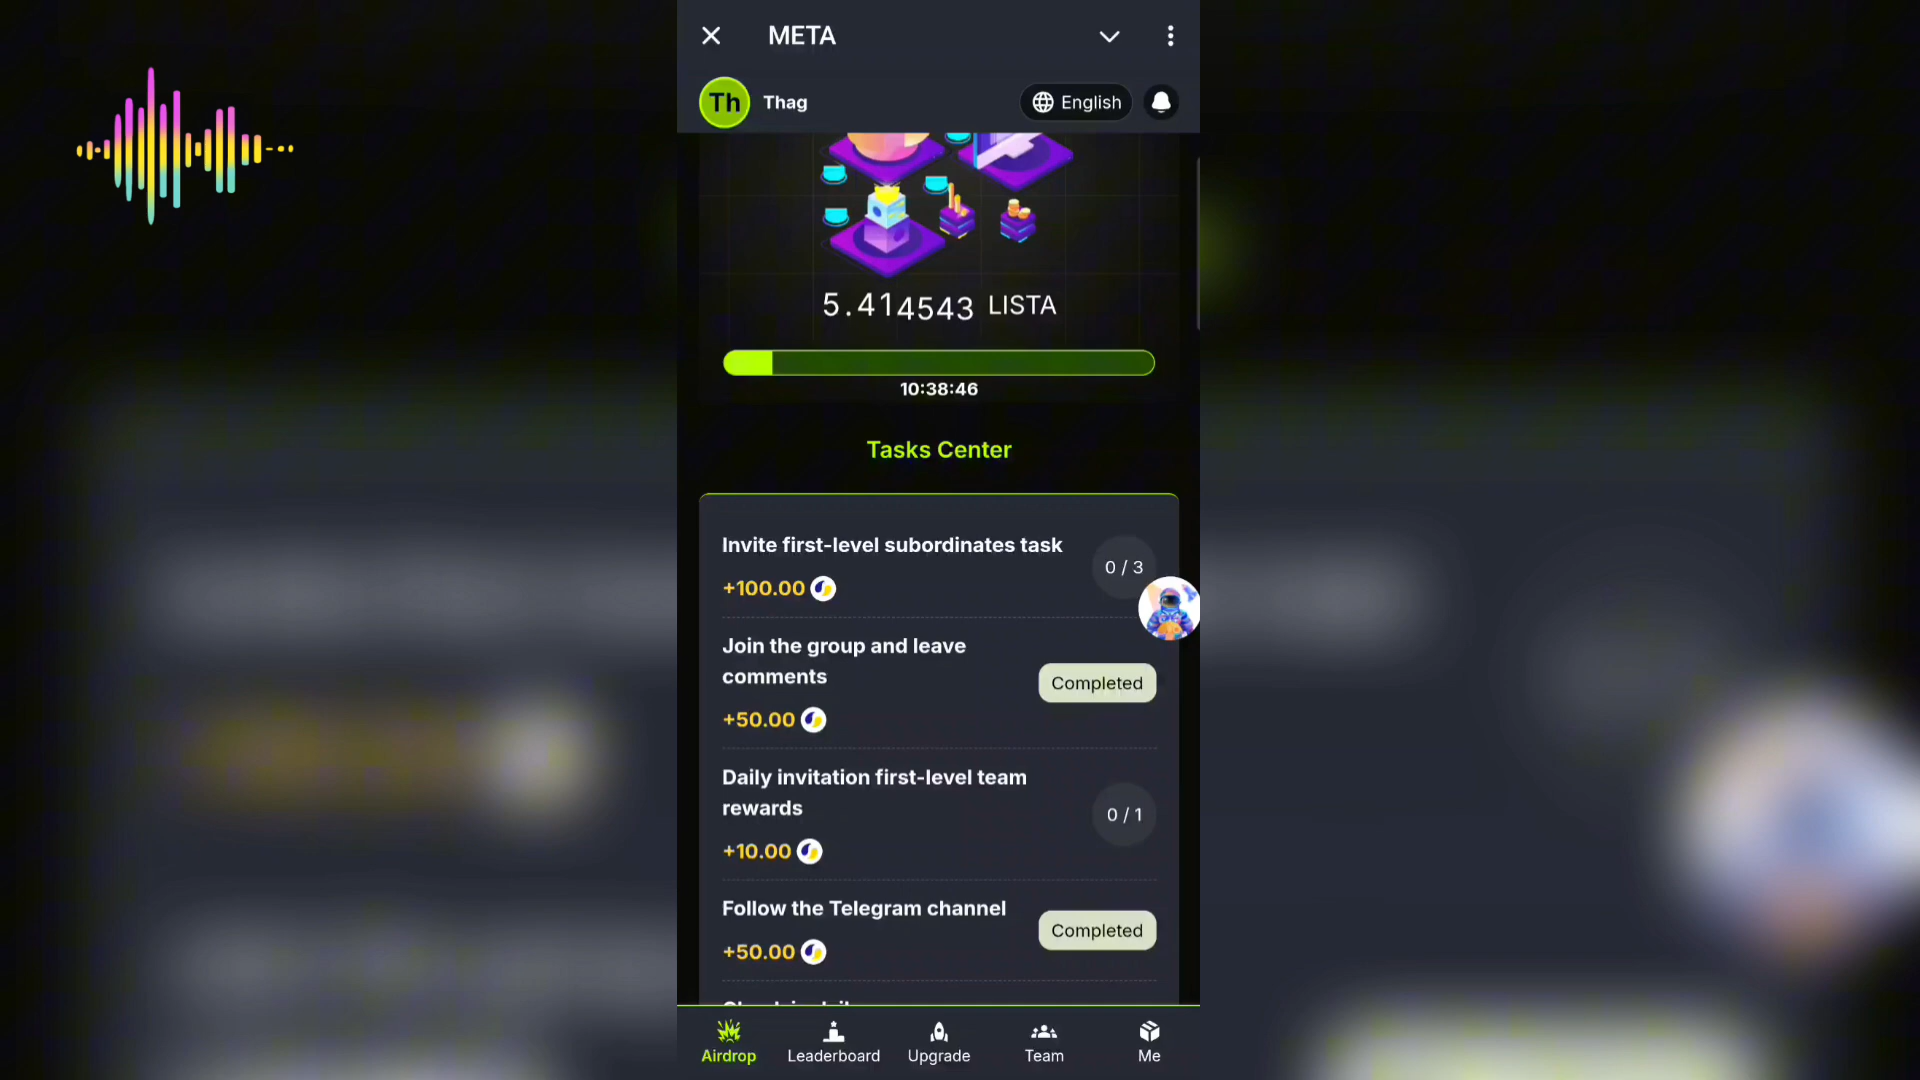 META
Th
Thag
English
5.414543 LISTA
10:38:46
Tasks Center
Invite first-level subordinates task
0 / 3
+100.00
Join the group and leave
comments
Completed
+50.00
Daily invitation first-level team
rewards
0 / 1
+10.00
Follow the Telegram channel
Completed
+50.00
Airdrop
Leaderboard
Upgrade
Team
Me